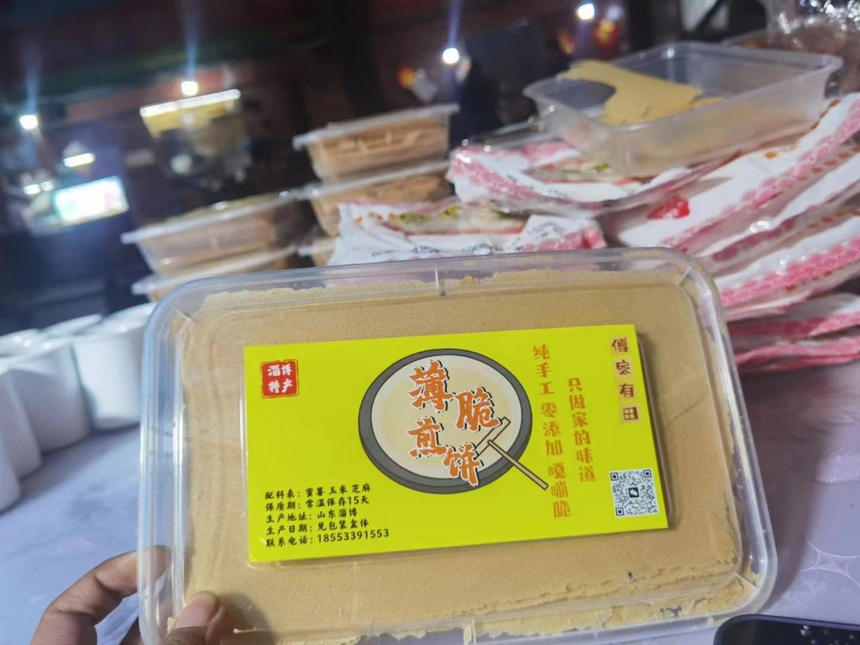 淄博
特产
薄脆
煎饼
纯手工 零添加 嘎嘣脆
只做家的味道
傅家有田
配料表：蜜薯 玉米 芝麻
保质期：常温保存15天
生产地址：山东淄博
生产日期：见包装盒体
联系电话：18553391553